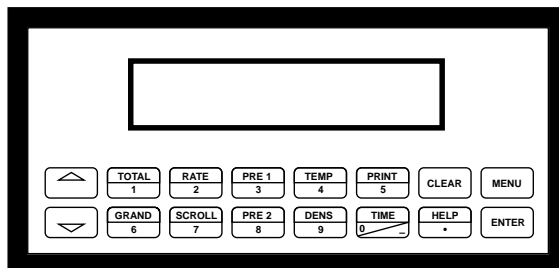 TOTAL RATE PRE 1 TEMP PRINT
1 2 3 4 5 CLEAR MENU
GRAND SCROLL PRE 2 DENS TIME HELP
6 7 8 9 0 – • ENTER